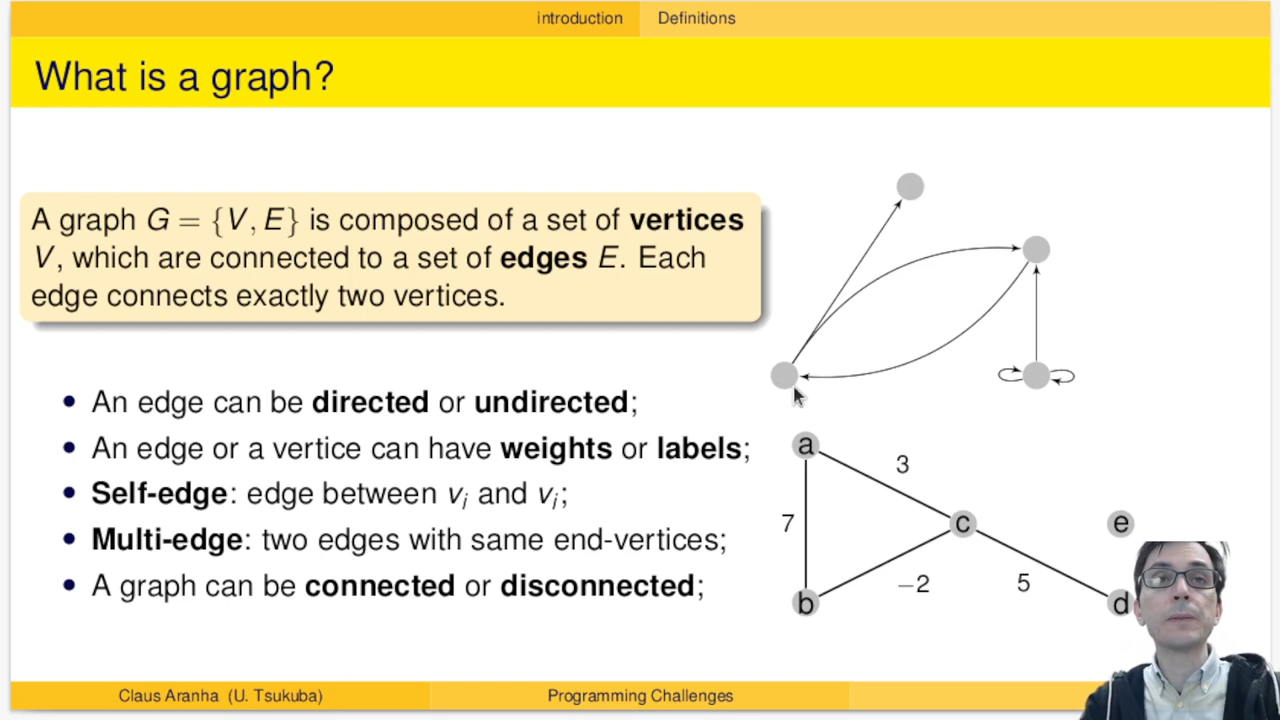 introduction Definitions
What is a graph?
A graph G = {V, E} is composed of a set of vertices
V, which are connected to a set of edges E. Each
edge connects exactly two vertices.
• An edge can be directed or undirected;
• An edge or a vertice can have weights or labels;
• Self-edge: edge between vᵢ and vᵢ;
• Multi-edge: two edges with same end-vertices;
• A graph can be connected or disconnected;
a
3
7
c
e
b
−2
5
d
Claus Aranha (U. Tsukuba) Programming Challenges